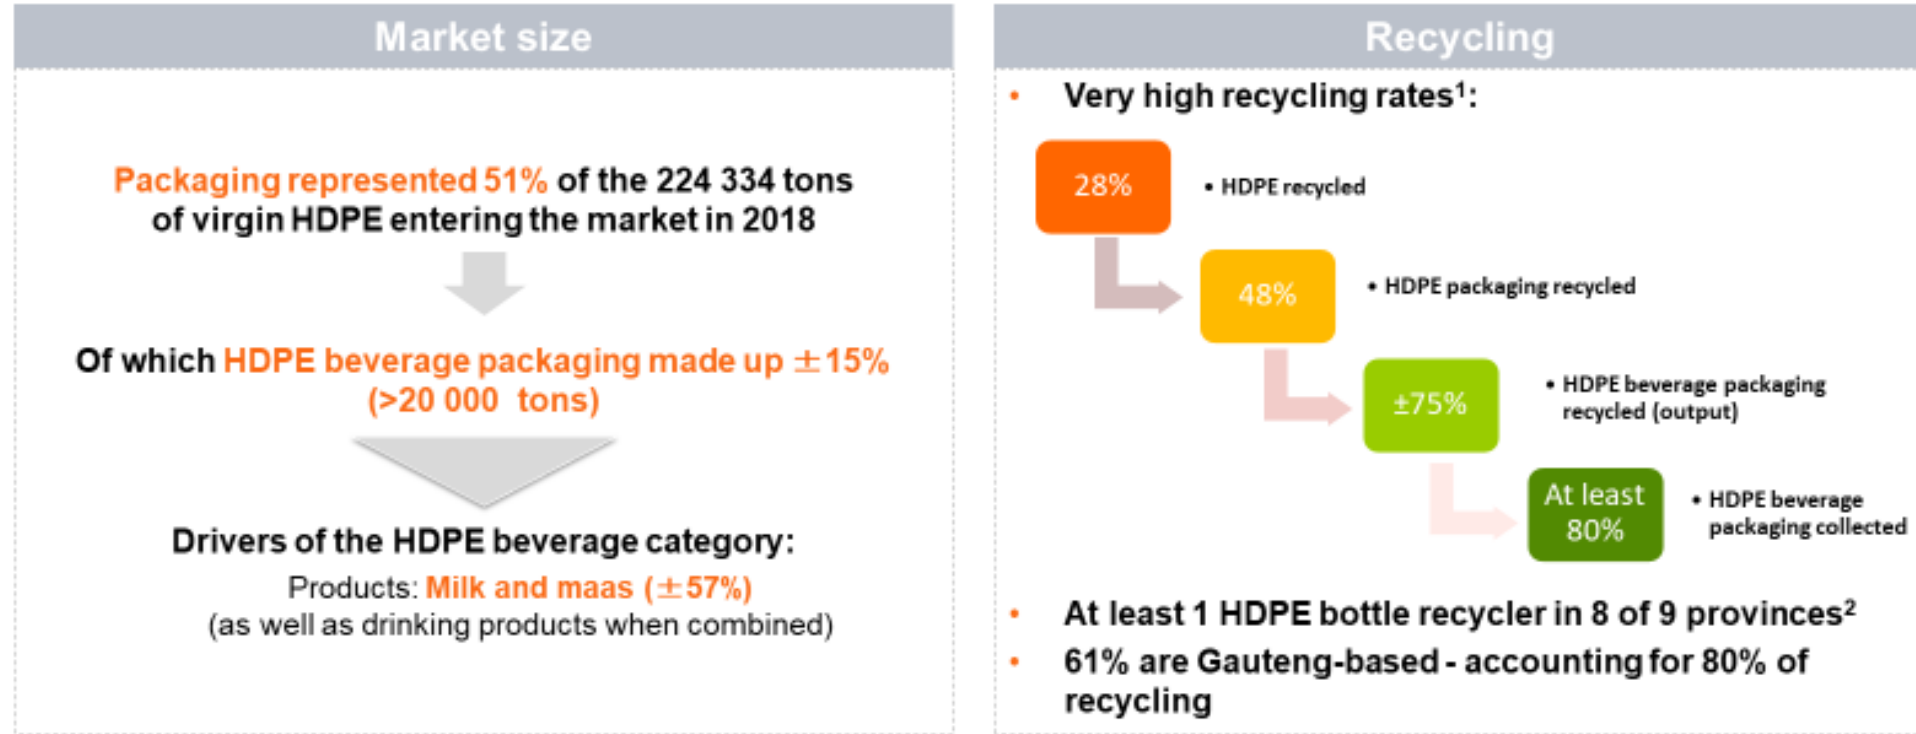 Market size
Packaging represented 51% of the 224 334 tons
of virgin HDPE entering the market in 2018
Of which HDPE beverage packaging made up ±15%
(>20 000 tons)
Drivers of the HDPE beverage category:
Products: Milk and maas (±57%)
(as well as drinking products when combined)
Recycling
• Very high recycling rates¹:
28%
• HDPE recycled
48%
• HDPE packaging recycled
±75%
• HDPE beverage packaging
recycled (output)
At least
80%
• HDPE beverage
packaging collected
• At least 1 HDPE bottle recycler in 8 of 9 provinces²
• 61% are Gauteng-based - accounting for 80% of
recycling